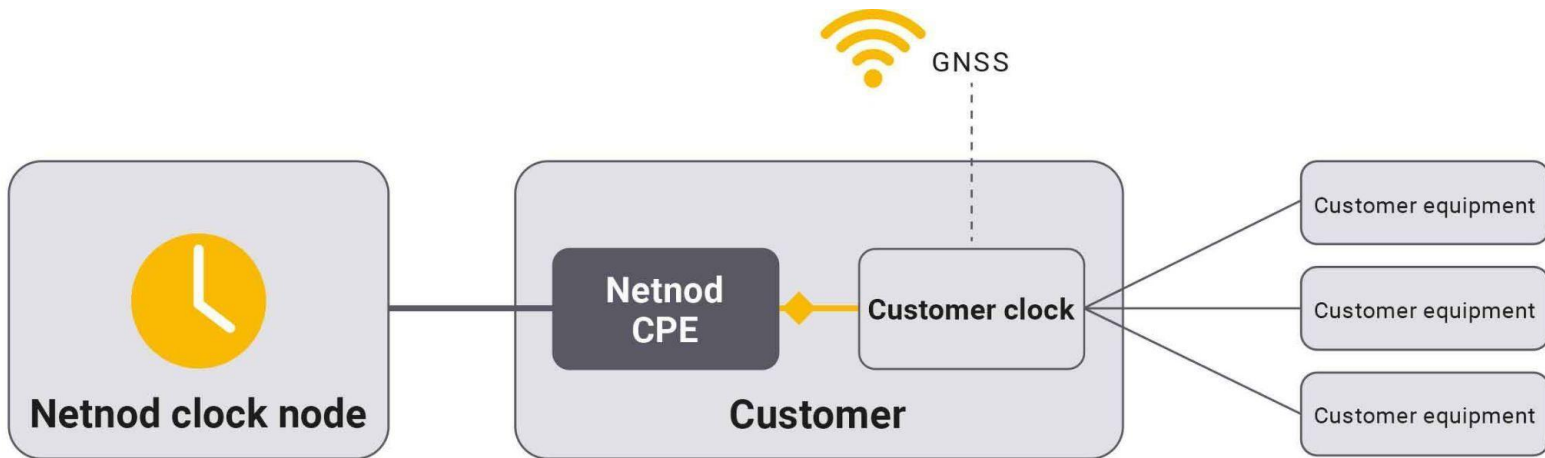 GNSS
Netnod
CPE
Customer clock
Netnod clock node
Customer
Customer equipment
Customer equipment
Customer equipment